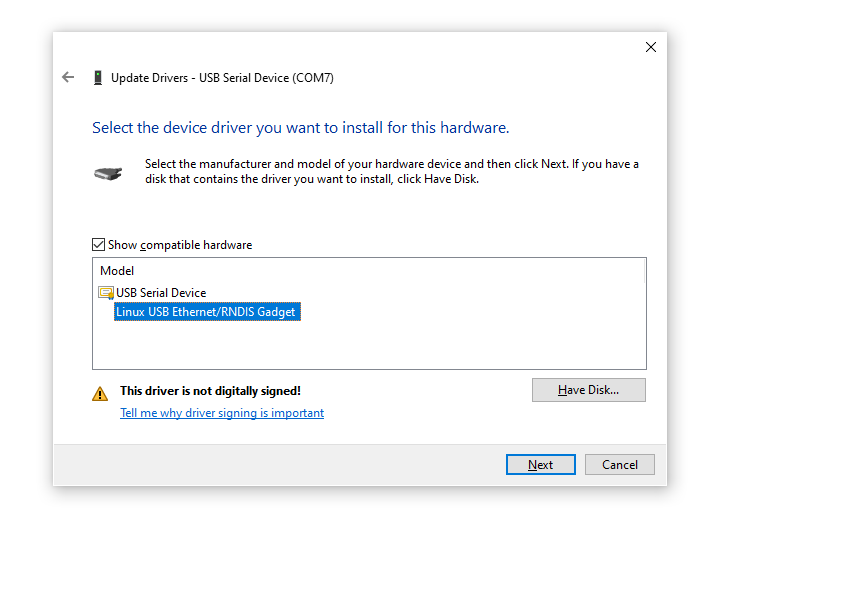 Update Drivers - USB Serial Device (COM7)
Select the device driver you want to install for this hardware.
Select the manufacturer and model of your hardware device and then click Next. If you have a
disk that contains the driver you want to install, click Have Disk.
Show compatible hardware
Model
USB Serial Device
Linux USB Ethernet/RNDIS Gadget
This driver is not digitally signed!
Have Disk...
Tell me why driver signing is important
Next
Cancel